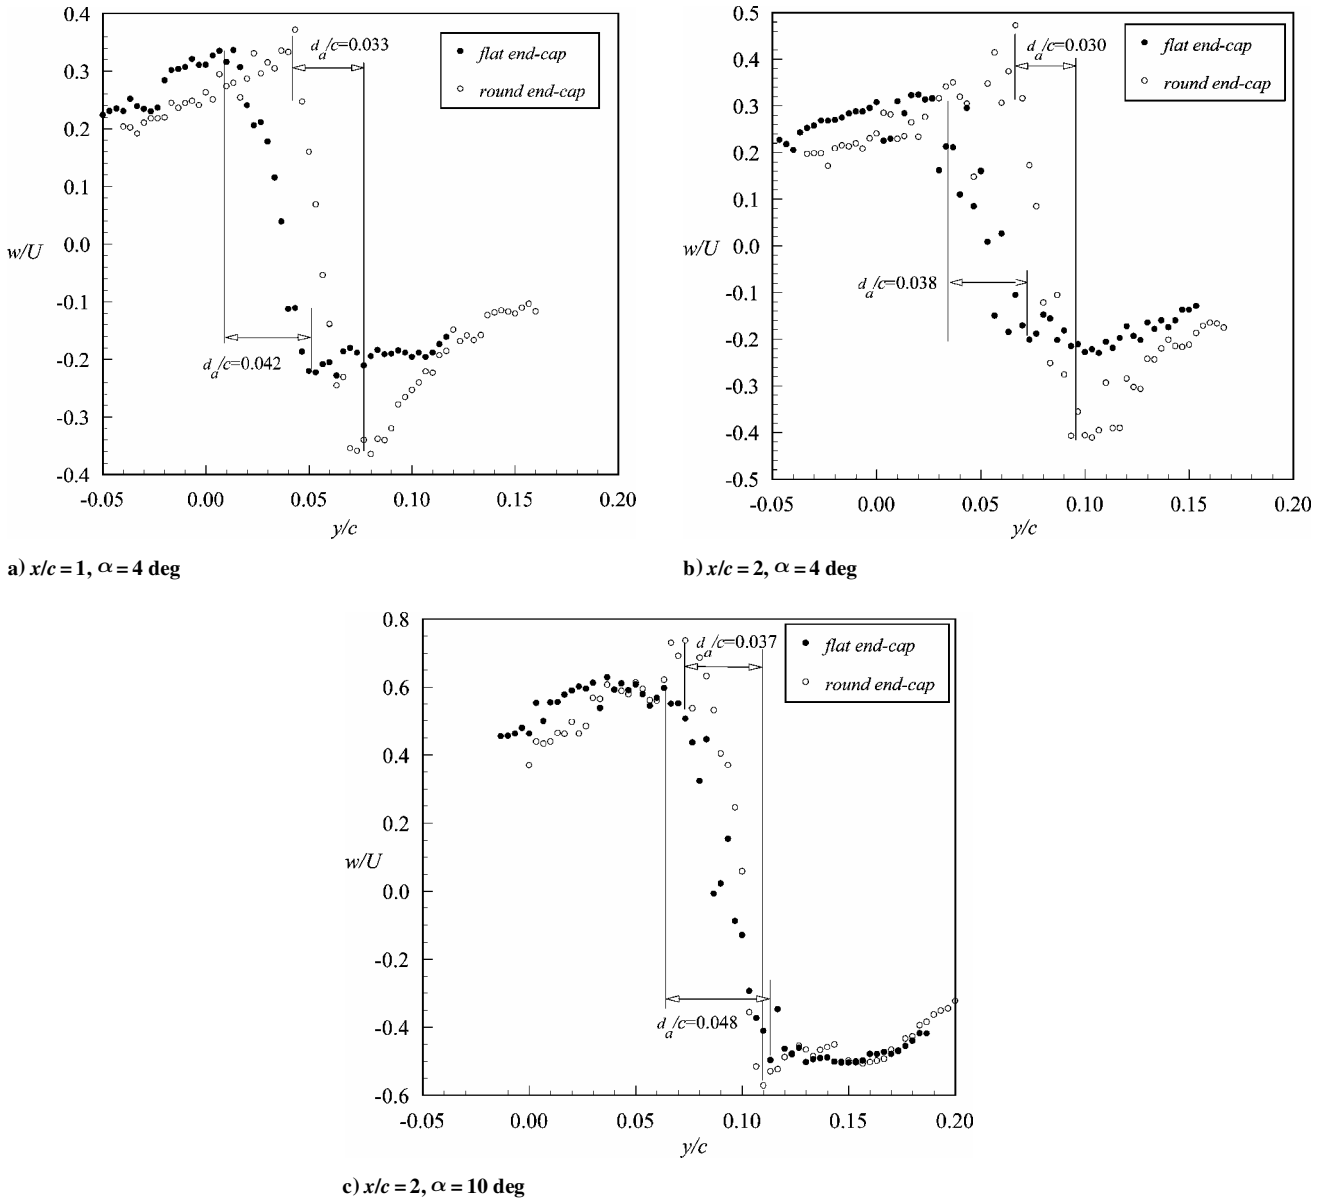 0.4
0.3
0.2
0.1
0.0
-0.1
-0.2
-0.3
-0.4
w/U
-0.05 0.00 0.05 0.10 0.15 0.20
y/c
da/c=0.033
da/c=0.042
flat end-cap
round end-cap
a) x/c = 1, α = 4 deg
0.5
0.4
0.3
0.2
0.1
0.0
-0.1
-0.2
-0.3
-0.4
-0.5
w/U
-0.05 0.00 0.05 0.10 0.15 0.20
y/c
da/c=0.030
da/c=0.038
flat end-cap
round end-cap
b) x/c = 2, α = 4 deg
0.8
0.6
0.4
0.2
0.0
-0.2
-0.4
-0.6
w/U
-0.05 0.00 0.05 0.10 0.15 0.20
y/c
da/c=0.037
da/c=0.048
flat end-cap
round end-cap
c) x/c = 2, α = 10 deg